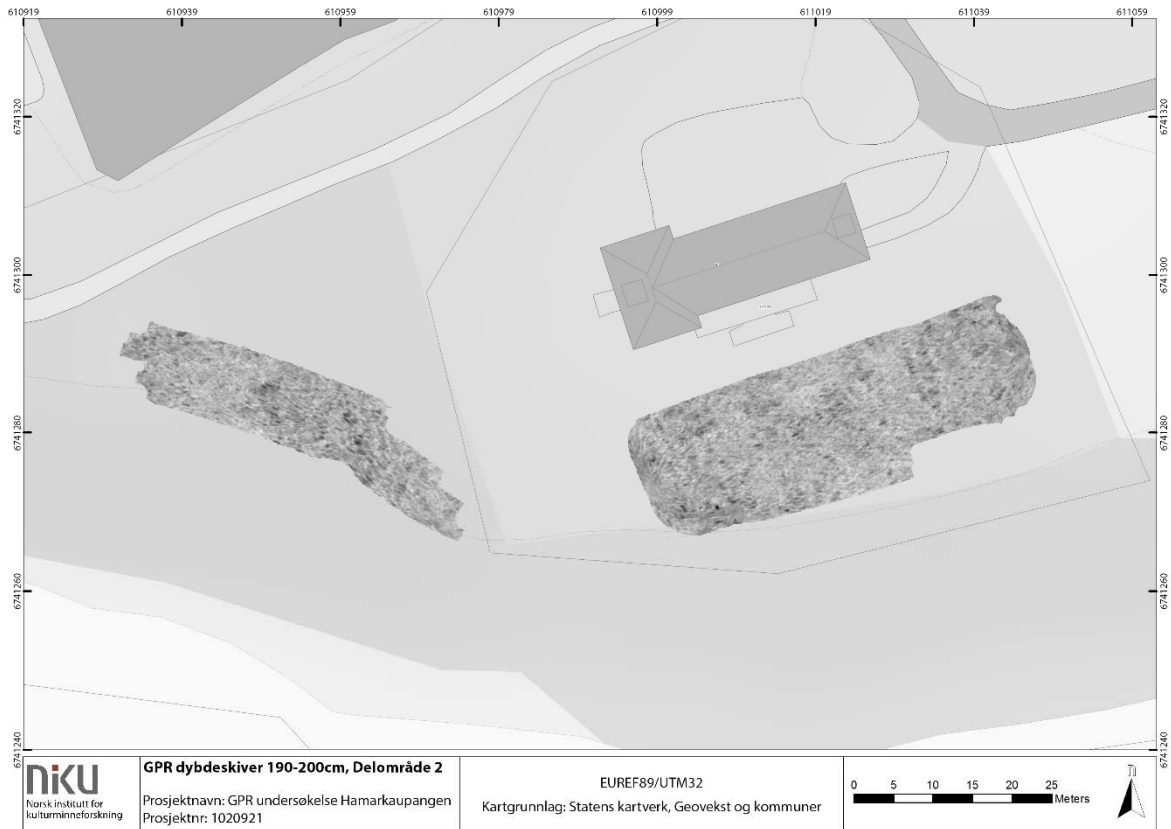 610919 610939 610959 610979 610999 611019 611039 611059
6741320 6741320
6741300 6741300
6741280 6741280
6741260 6741260
6741240 6741240
niku
Norsk institutt for
kulturminneforskning
GPR dybdeskiver 190-200cm, Delområde 2
Prosjektnavn: GPR undersøkelse Hamarkaupangen
Prosjektnr: 1020921
EUREF89/UTM32
Kartgrunnlag: Statens kartverk, Geovekst og kommuner
0 5 10 15 20 25
Meters